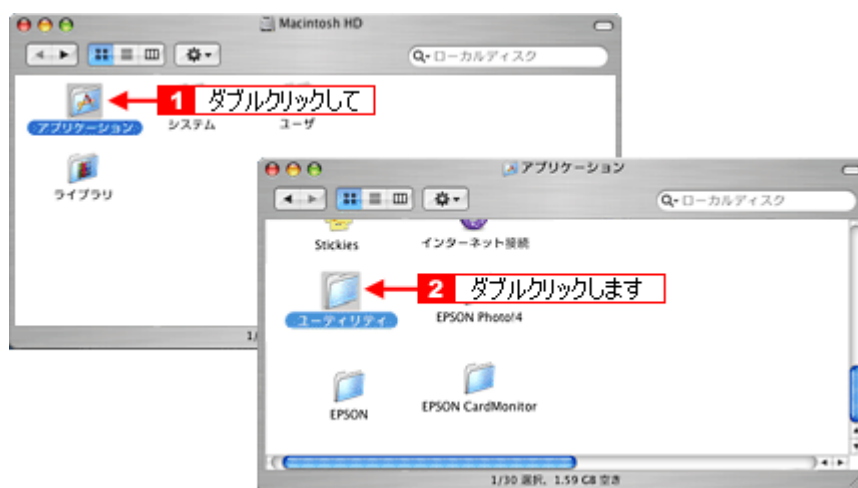 Macintosh HD
ローカルディスク
1 ダブルクリックして
アプリケーション
システム
ユーザ
ライブラリ
アプリケーション
ローカルディスク
Stickies
インターネット接続
2 ダブルクリックします
ユーティリティ
EPSON Photo!4
EPSON
EPSON CardMonitor
1/
1/30 選択、1.59 GB 空き